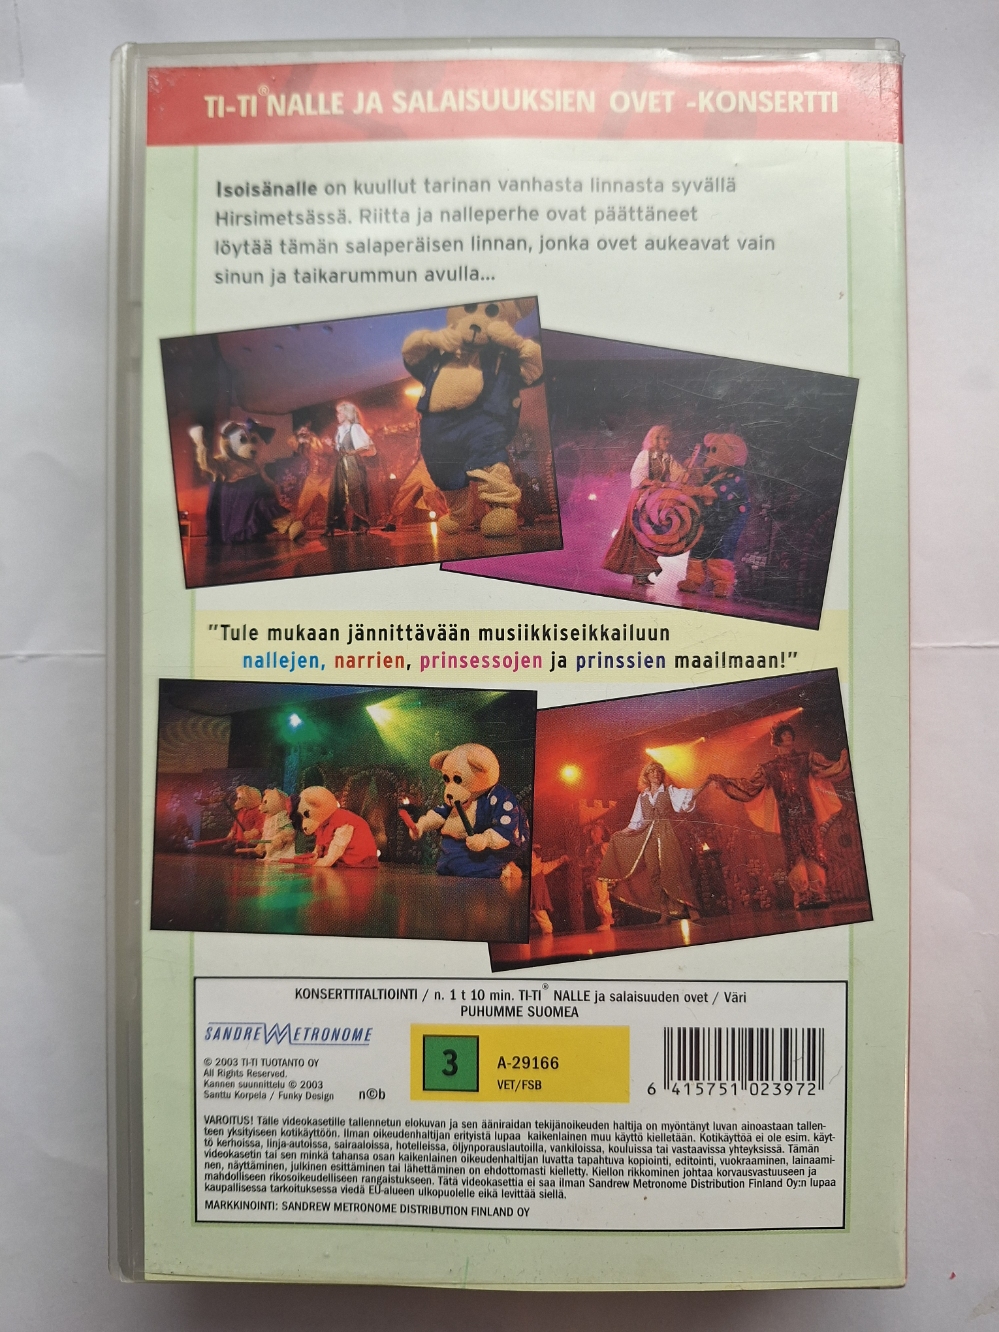 TI-TI® NALLE JA SALAISUUKSIEN OVET -KONSERTTI
Isoisänalle on kuullut tarinan vanhasta linnasta syvällä
Hirsimetsässä. Riitta ja nalleperhe ovat päättäneet
löytää tämän salaperäisen linnan, jonka ovet aukeavat vain
sinun ja taikarummun avulla...
"Tule mukaan jännittävään musiikkiseikkailuun
nallejen, narrien, prinsessojen ja prinssien maailmaan!"
KONSERTTITALTIOINTI / n. 1 t 10 min. TI-TI® NALLE ja salaisuuden ovet / Väri
PUHUMME SUOMEA
SANDREW METRONOME
© 2003 TI-TI TUOTANTO OY
All Rights Reserved.
Kannen suunnittelu © 2003
Santtu Korpela / Funky Design
n©b
3
A-29166
VET/FSB
6 415751 023972
VAROITUS! Tälle videokasetille tallennetun elokuvan ja sen ääniraidan tekijänoikeuden haltija on myöntänyt luvan ainoastaan tallen-
teen yksityiseen kotikäyttöön. Ilman oikeudenhaltijan erityistä lupaa kaikenlainen muu käyttö kielletään. Kotikäyttöä ei ole esim. käyt-
tö kerhoissa, linja-autoissa, sairaaloissa, hotelleissa, öljynporauslautoilla, vankiloissa, kouluissa tai vastaavissa yhteyksissä. Tämän
videokasetin tai sen minkä tahansa osan kaikenlainen oikeudenhaltijan luvatta tapahtuva kopiointi, editointi, vuokraaminen, lainaami-
nen, näyttäminen, julkinen esittäminen tai lähettäminen on ehdottomasti kielletty. Kiellon rikkominen johtaa korvausvastuuseen ja
mahdolliseen rikosoikeudelliseen rangaistukseen. Tätä videokasettia ei saa ilman Sandrew Metronome Distribution Finland Oy:n lupaa
kaupallisessa tarkoituksessa viedä EU-alueen ulkopuolelle eikä levittää siellä.
MARKKINOINTI: SANDREW METRONOME DISTRIBUTION FINLAND OY